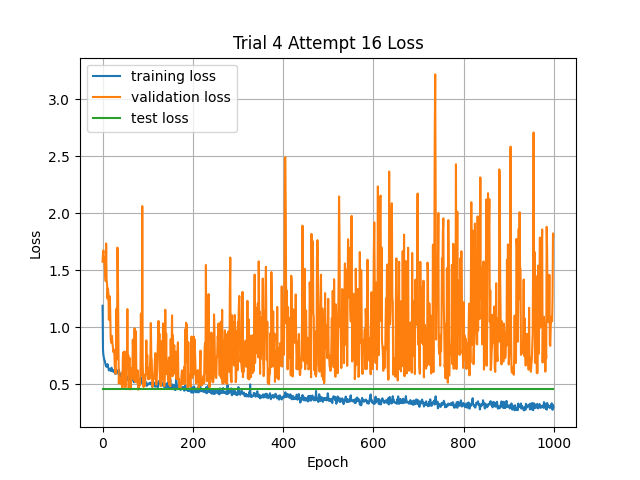 Trial 4 Attempt 16 Loss
training loss
validation loss
test loss
3.0
2.5
2.0
1.5
1.0
0.5
Loss
0 200 400 600 800 1000
Epoch